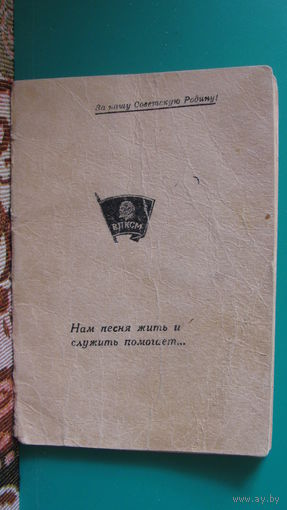 За нашу Советскую Родину!
ВЛКСМ
Нам песня жить и
служить помогает...
www.ay.by